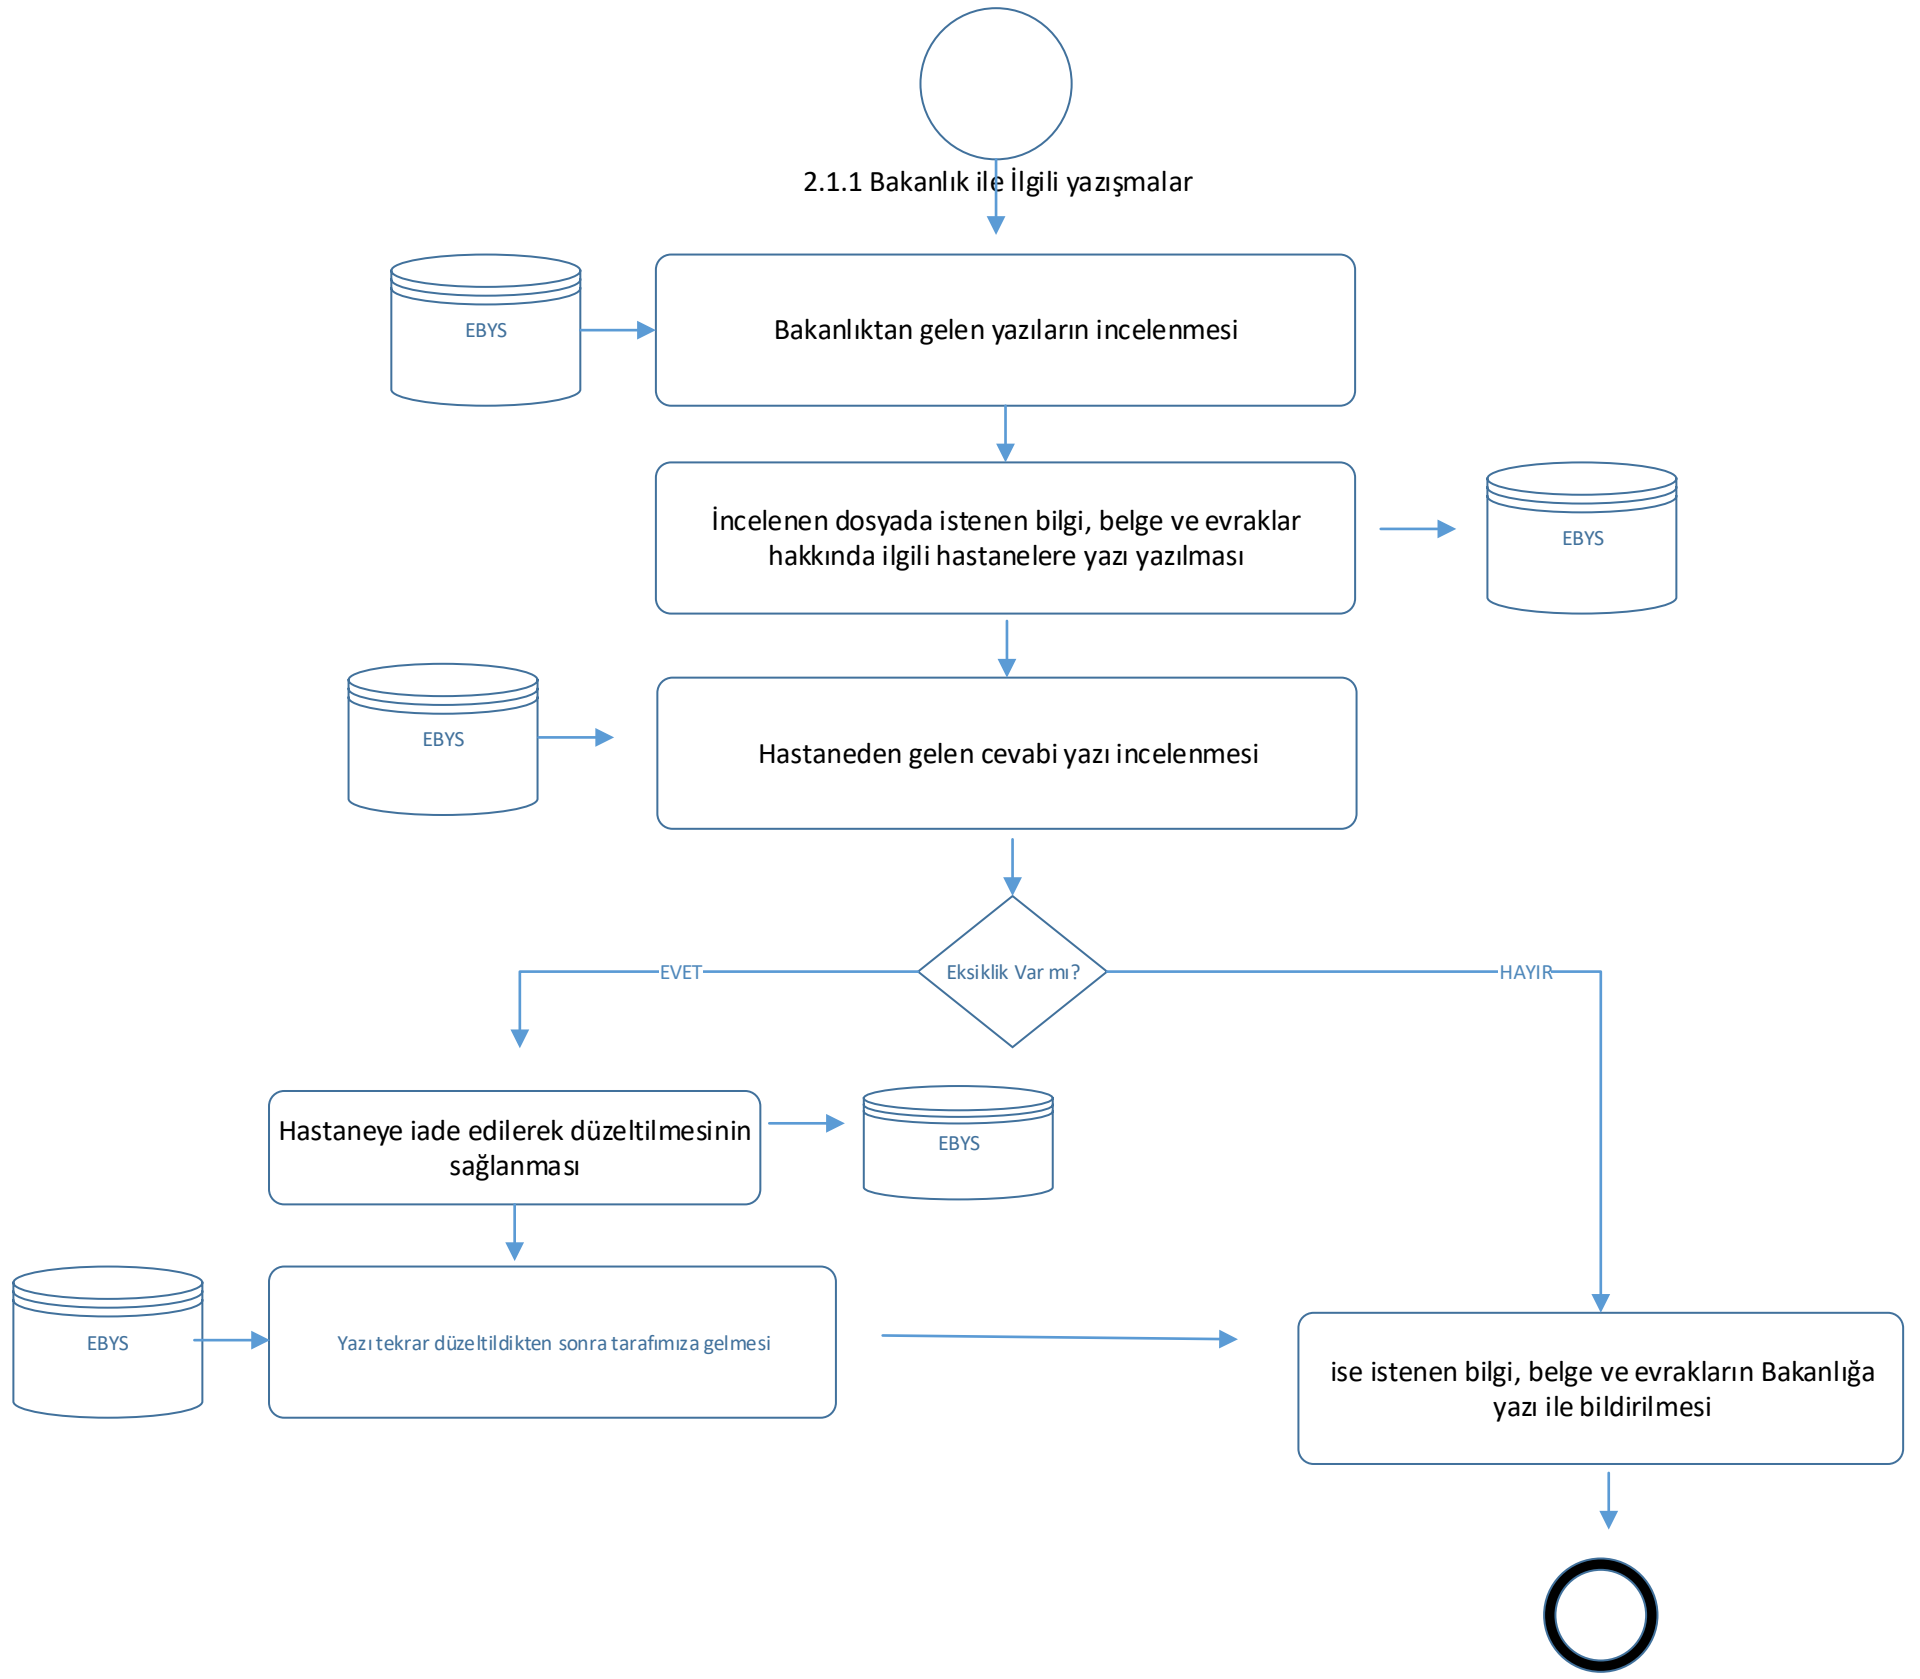 2.1.1 Bakanlık ile İlgili yazışmalar
EBYS
Bakanlıktan gelen yazıların incelenmesi
İncelenen dosyada istenen bilgi, belge ve evraklar
hakkında ilgili hastanelere yazı yazılması
EBYS
EBYS
Hastaneden gelen cevabi yazı incelenmesi
EVET
Eksiklik Var mı?
HAYIR
Hastaneye iade edilerek düzeltilmesinin
sağlanması
EBYS
EBYS
Yazı tekrar düzeltildikten sonra tarafımıza gelmesi
ise istenen bilgi, belge ve evrakların Bakanlığa
yazı ile bildirilmesi